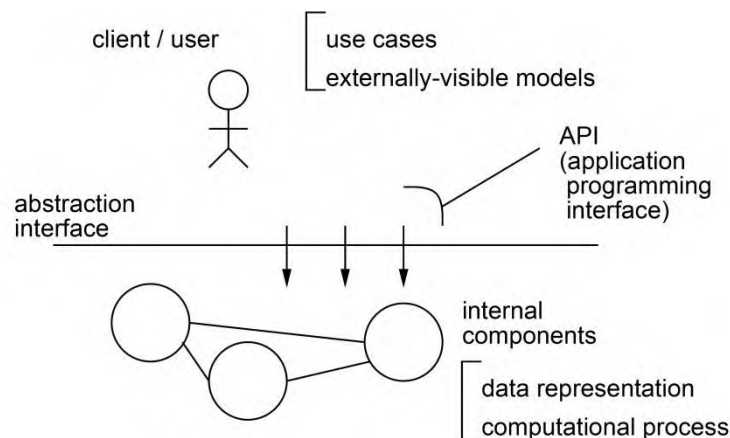 client / user
use cases
externally-visible models
API
(application
programming
interface)
abstraction
interface
internal
components
data representation
computational process